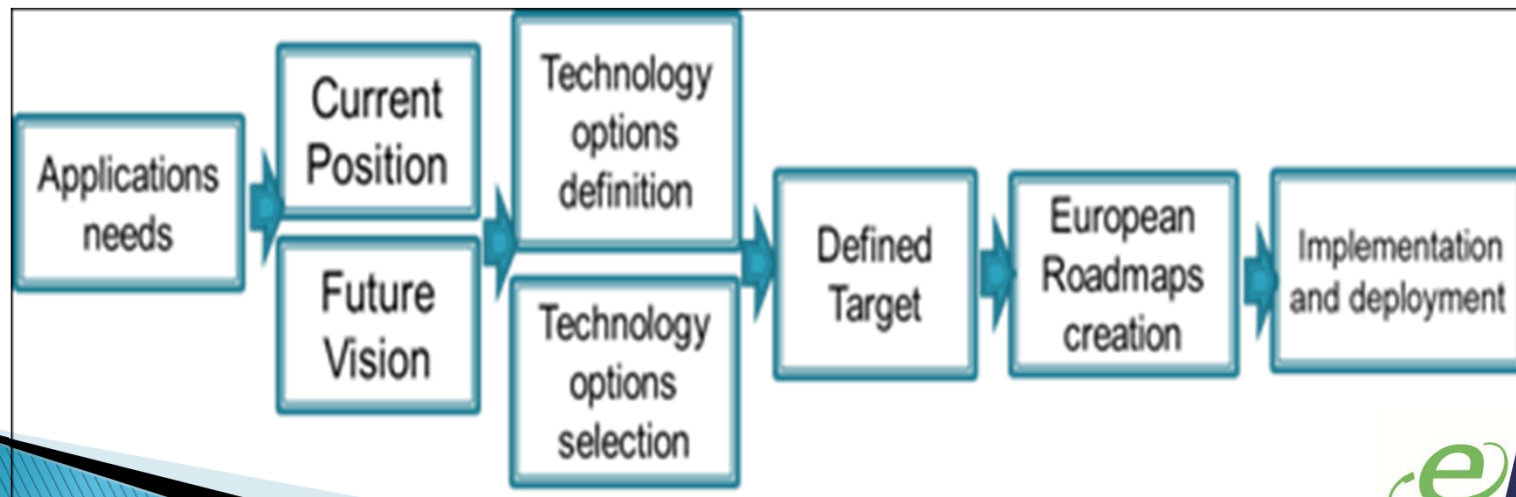 Applications
needs
Current
Position
Future
Vision
Technology
options
definition
Technology
options
selection
Defined
Target
European
Roadmaps
creation
Implementation
and deployment
e